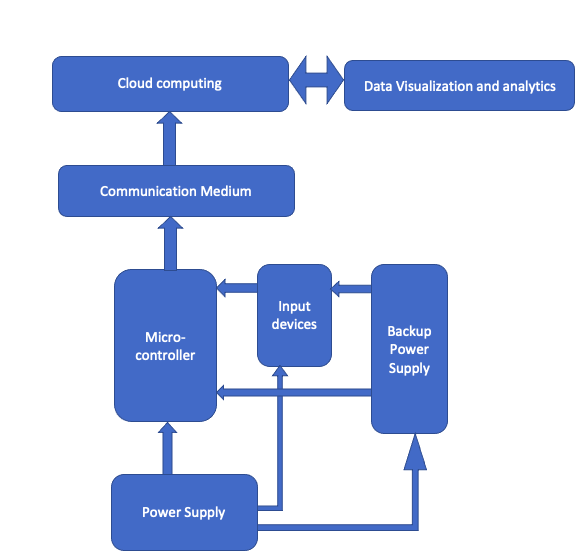 Cloud computing
Data Visualization and analytics
Communication Medium
Micro-
controller
Input
devices
Backup
Power
Supply
Power Supply